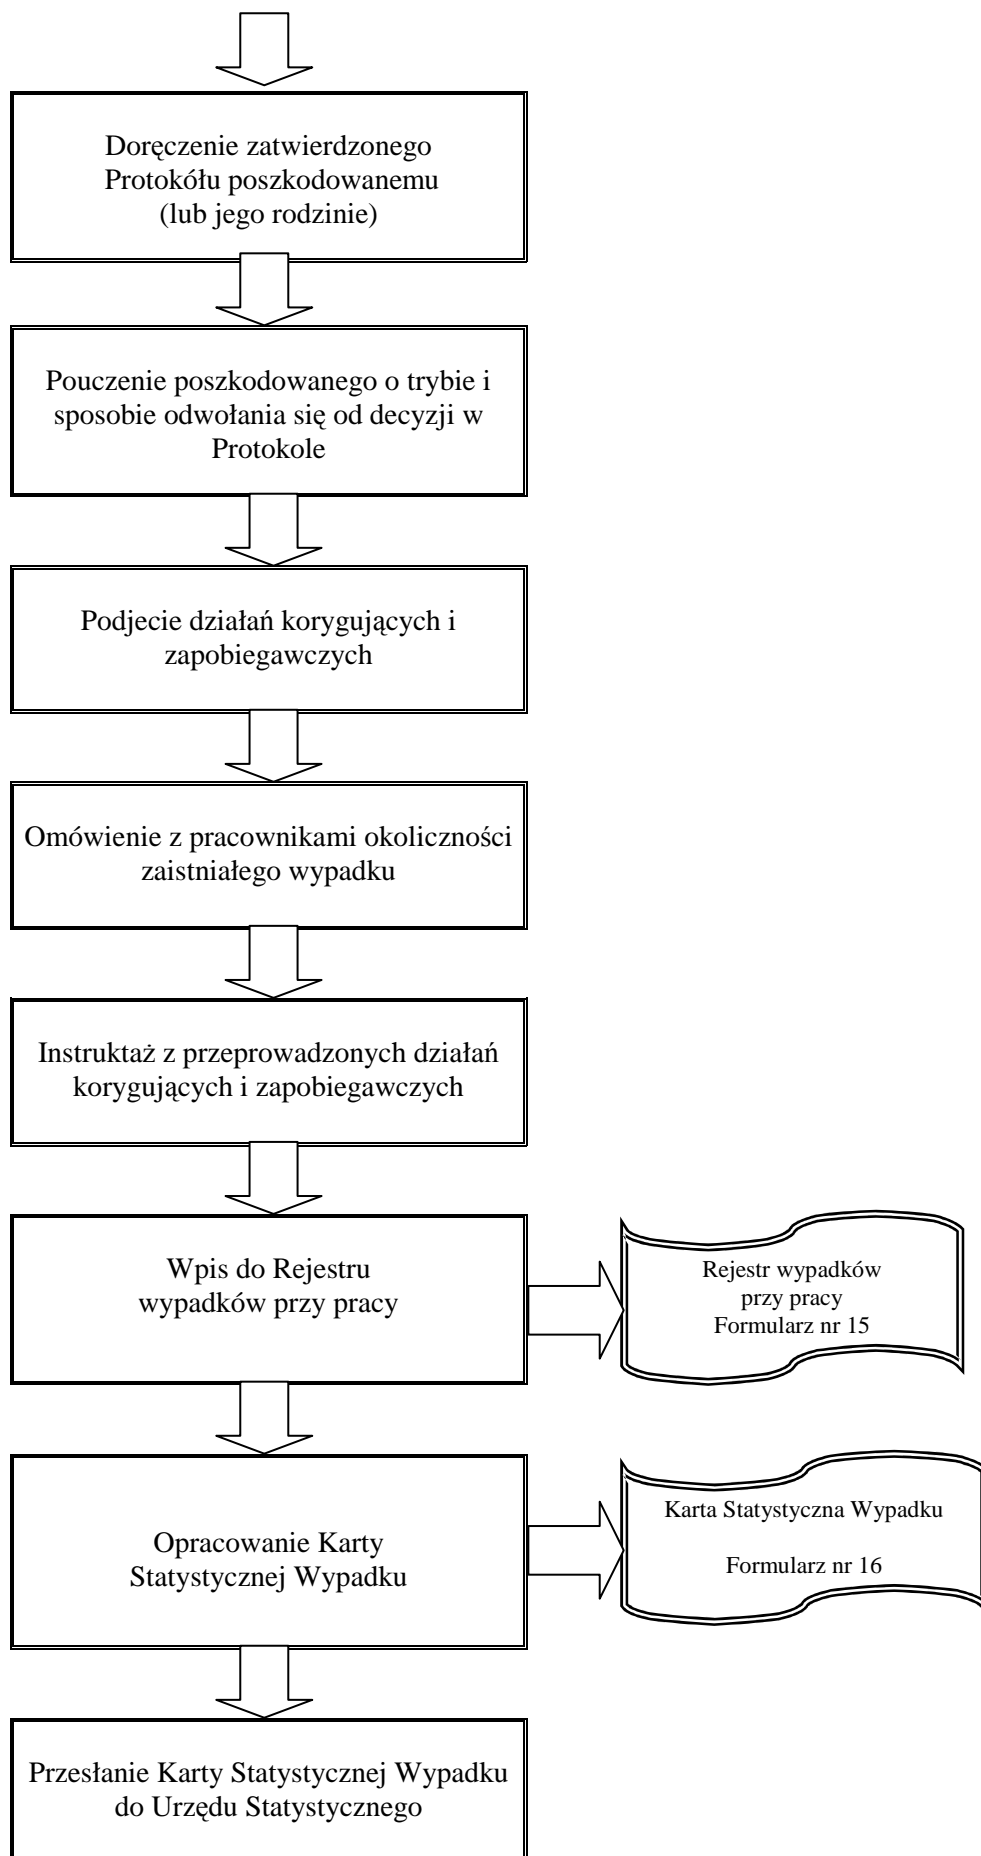 Doręczenie zatwierdzonego
Protokółu poszkodowanemu
(lub jego rodzinie)
Pouczenie poszkodowanego o trybie i
sposobie odwołania się od decyzji w
Protokole
Podjecie działań korygujących i
zapobiegawczych
Omówienie z pracownikami okoliczności
zaistniałego wypadku
Instruktaż z przeprowadzonych działań
korygujących i zapobiegawczych
Wpis do Rejestru
wypadków przy pracy
Rejestr wypadków
przy pracy
Formularz nr 15
Opracowanie Karty
Statystycznej Wypadku
Karta Statystyczna Wypadku
Formularz nr 16
Przesłanie Karty Statystycznej Wypadku
do Urzędu Statystycznego